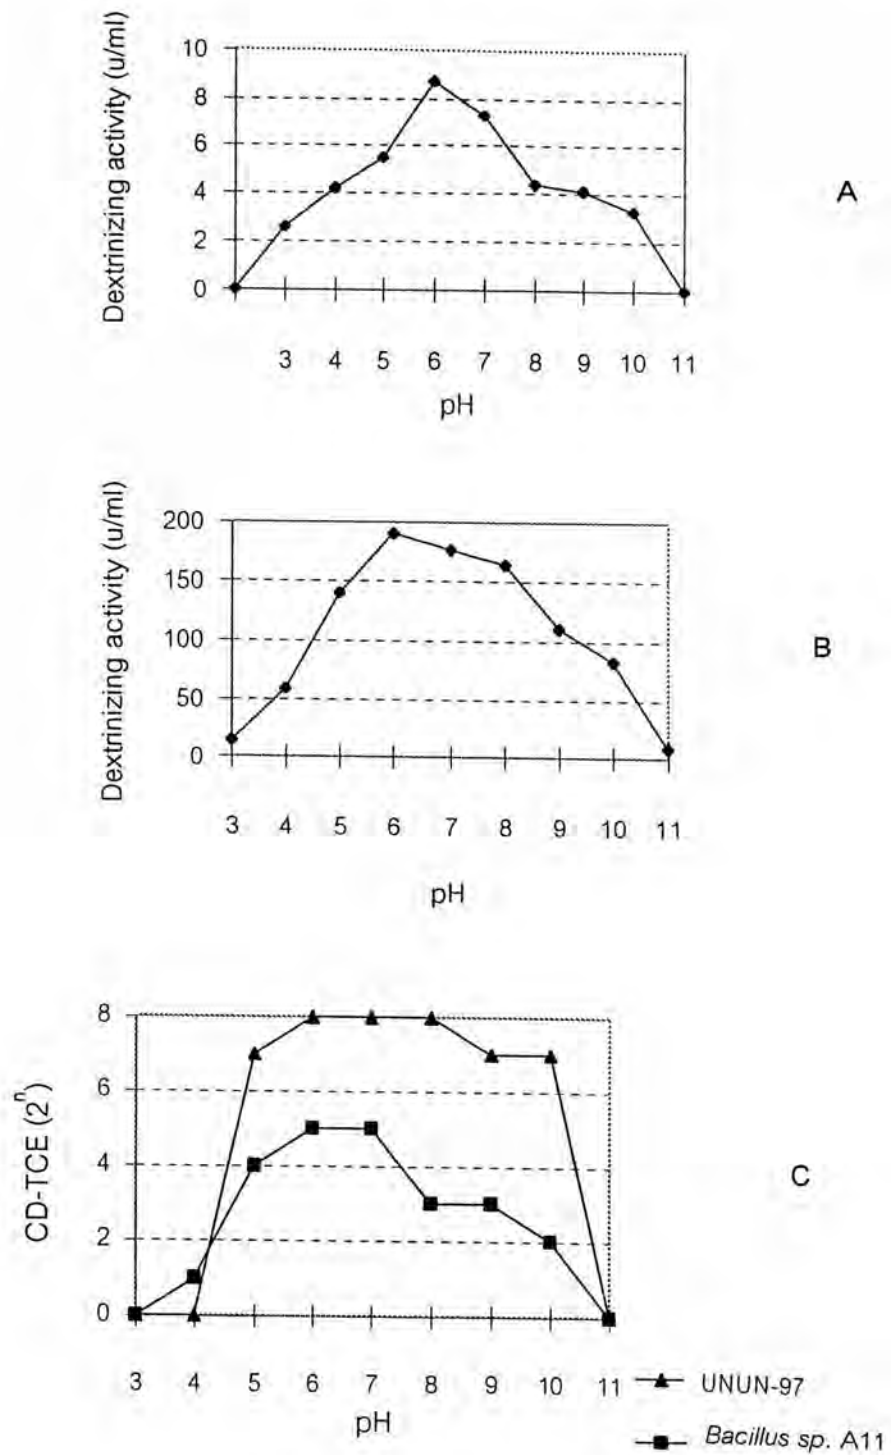 Dextrinizing activity (u/ml)
10
8
6
4
2
0
3 4 5 6 7 8 9 10 11
pH
A
Dextrinizing activity (u/ml)
200
150
100
50
0
3 4 5 6 7 8 9 10 11
pH
B
CD-TCE (2ⁿ)
8
6
4
2
0
3 4 5 6 7 8 9 10 11
pH
C
UNUN-97
Bacillus sp. A11